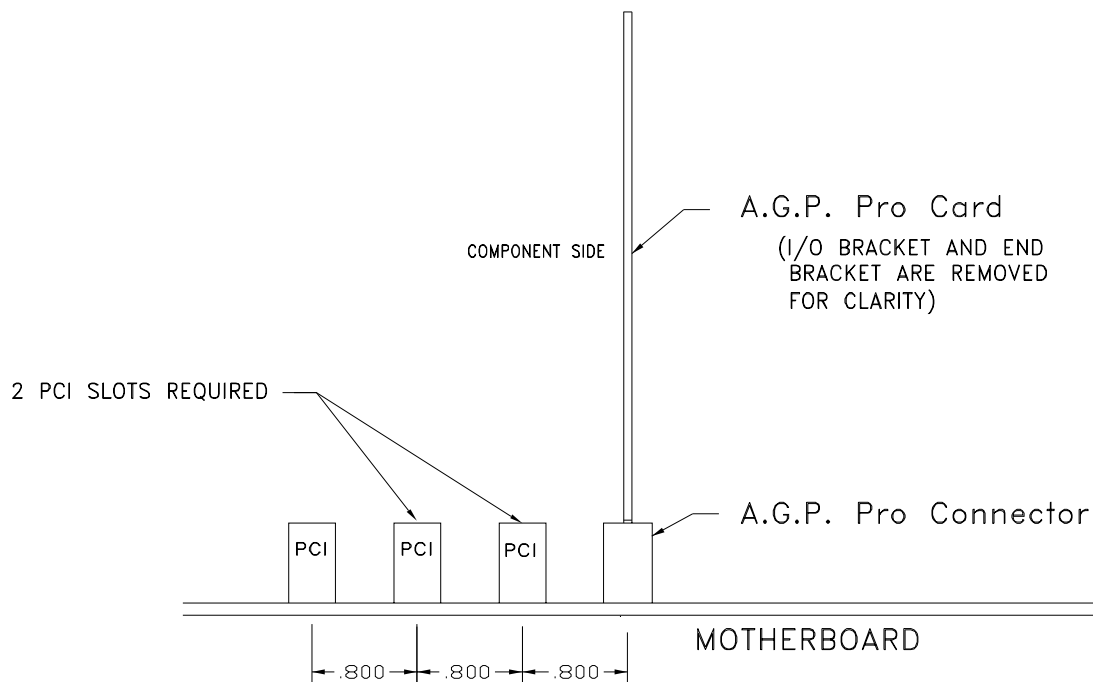 A.G.P. Pro Card
(I/O BRACKET AND END
BRACKET ARE REMOVED
FOR CLARITY)
COMPONENT SIDE
2 PCI SLOTS REQUIRED
A.G.P. Pro Connector
PCI
PCI
PCI
MOTHERBOARD
.800
.800
.800